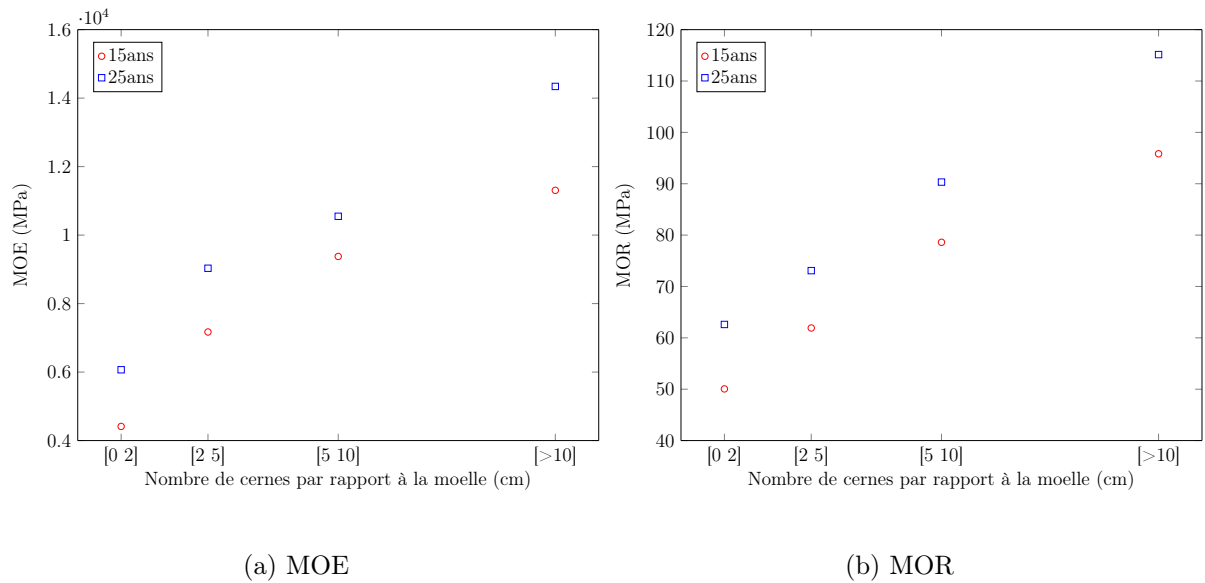 ·10⁴
1.6
1.4
1.2
1
0.8
0.6
0.4
MOE (MPa)
15ans
25ans
[0 2] [2 5] [5 10] [>10]
Nombre de cernes par rapport à la moelle (cm)
(a) MOE
120
110
100
90
80
70
60
50
40
MOR (MPa)
15ans
25ans
[0 2] [2 5] [5 10] [>10]
Nombre de cernes par rapport à la moelle (cm)
(b) MOR